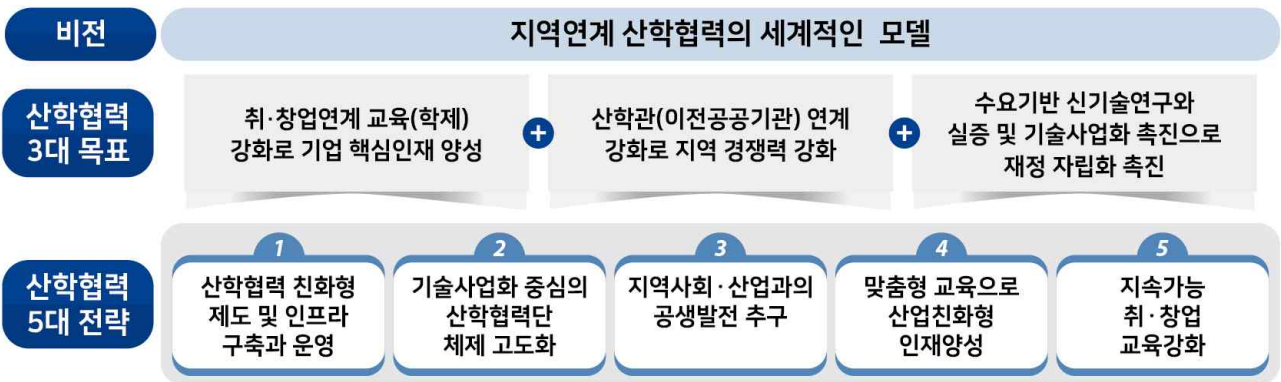 비전
지역연계 산학협력의 세계적인 모델
산학협력
3대 목표
취·창업연계 교육(학제)
강화로 기업 핵심인재 양성
+
산학관(이전공공기관) 연계
강화로 지역 경쟁력 강화
+
수요기반 신기술연구와
실증 및 기술사업화 촉진으로
재정 자립화 촉진
산학협력
5대 전략
1
산학협력 친화형
제도 및 인프라
구축과 운영
2
기술사업화 중심의
산학협력단
체제 고도화
3
지역사회·산업과의
공생발전 추구
4
맞춤형 교육으로
산업친화형
인재양성
5
지속가능
취·창업
교육강화